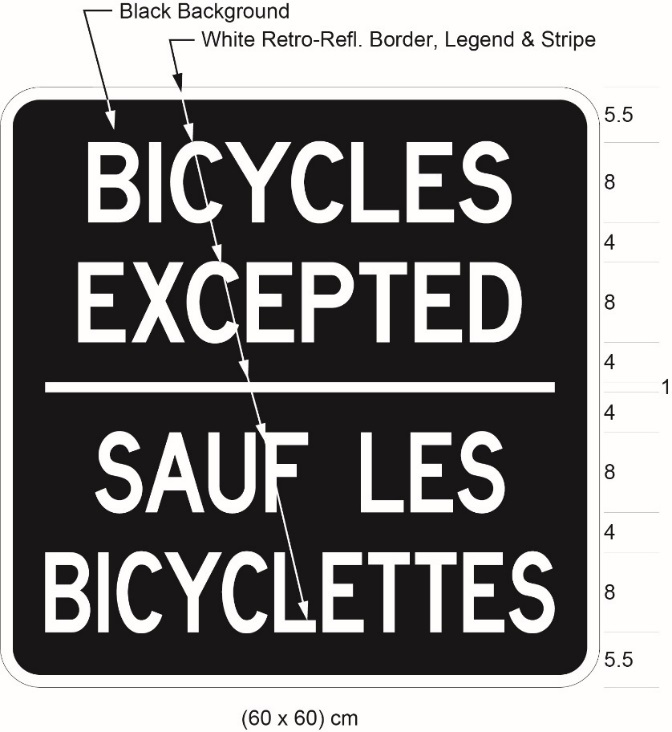 Black Background
White Retro-Refl. Border, Legend & Stripe
BICYCLES
EXCEPTED
SAUF LES
BICYCLETTES
5.5
8
4
8
4
1
4
8
4
8
5.5
(60 x 60) cm